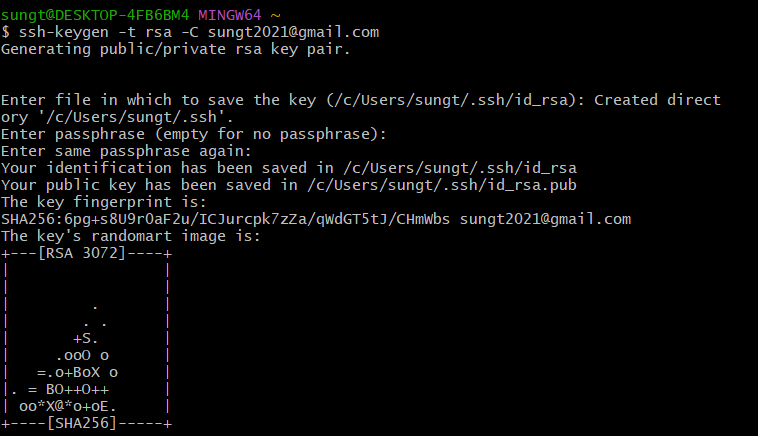 sungt@DESKTOP-4FB6BM4 MINGW64 ~
$ ssh-keygen -t rsa -C sungt2021@gmail.com
Generating public/private rsa key pair.
Enter file in which to save the key (/c/Users/sungt/.ssh/id_rsa): Created direct
ory '/c/Users/sungt/.ssh'.
Enter passphrase (empty for no passphrase):
Enter same passphrase again:
Your identification has been saved in /c/Users/sungt/.ssh/id_rsa
Your public key has been saved in /c/Users/sungt/.ssh/id_rsa.pub
The key fingerprint is:
SHA256:6pg+s8U9rOaF2u/ICJurcpk7zZa/qWdGT5tJ/CHmWbs sungt2021@gmail.com
The key's randomart image is:
+---[RSA 3072]----+
|                 |
|                 |
|          .      |
|         . .     |
|        +S.      |
|      .ooO o     |
|    =.o+BoX o    |
|. = BO++O++      |
| oo*X@*o+oE.     |
+----[SHA256]-----+